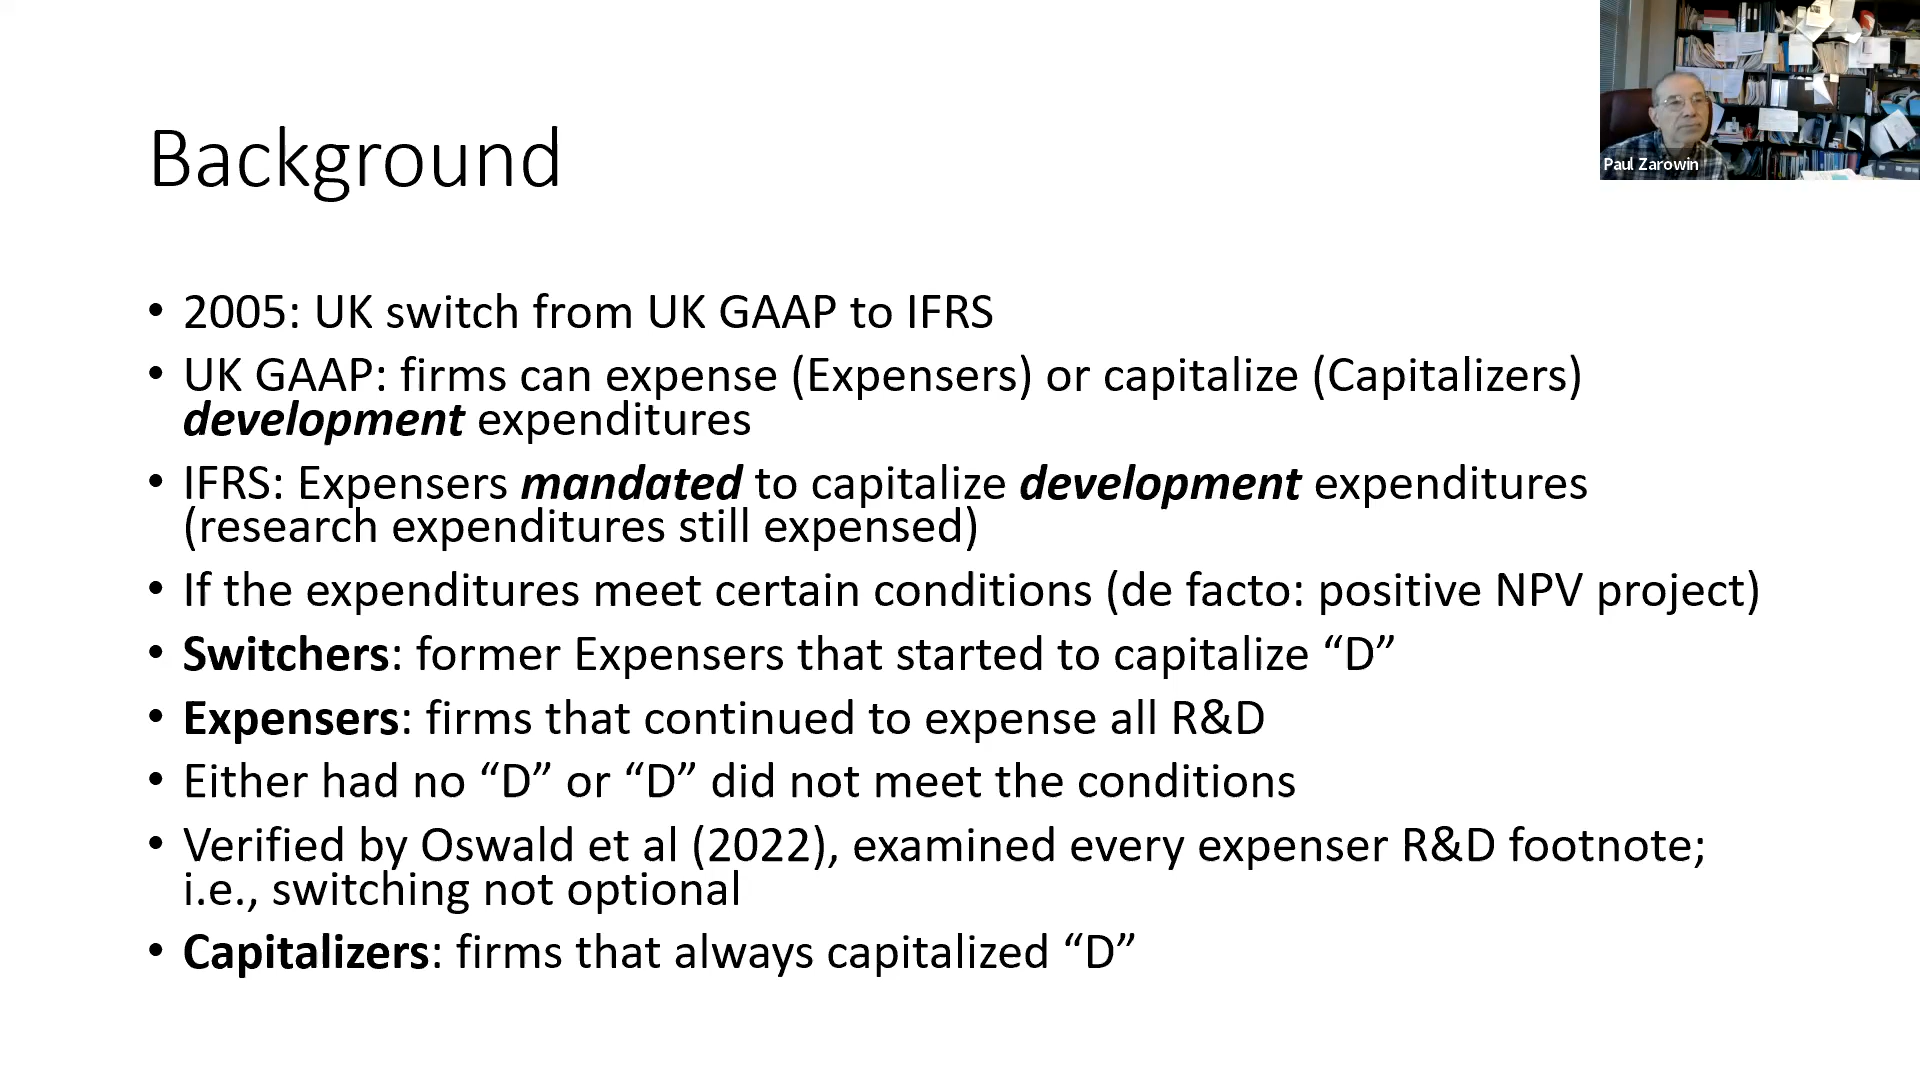 Background
• 2005: UK switch from UK GAAP to IFRS
• UK GAAP: firms can expense (Expensers) or capitalize (Capitalizers)
development expenditures
• IFRS: Expensers mandated to capitalize development expenditures
(research expenditures still expensed)
• If the expenditures meet certain conditions (de facto: positive NPV project)
• Switchers: former Expensers that started to capitalize “D”
• Expensers: firms that continued to expense all R&D
• Either had no “D” or “D” did not meet the conditions
• Verified by Oswald et al (2022), examined every expenser R&D footnote;
i.e., switching not optional
• Capitalizers: firms that always capitalized “D”
Paul Zarowin